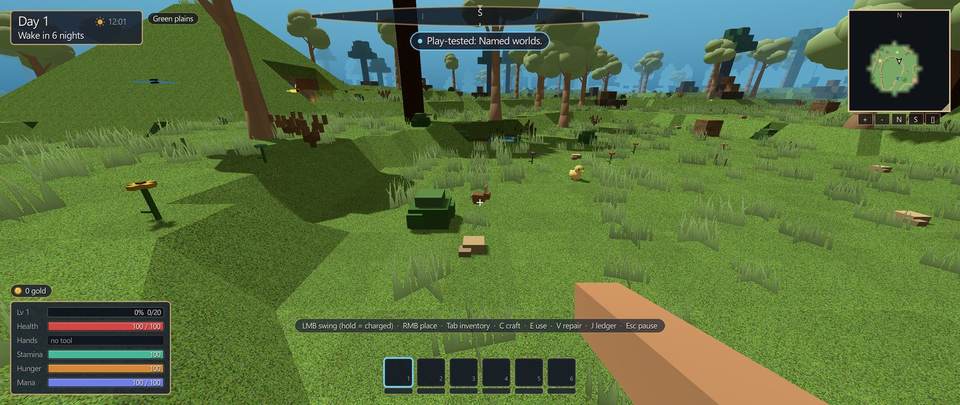 Day 1
12:01
Wake in 6 nights
Green plains
S
Play-tested: Named worlds.
N
+ - N S
0 gold
Lv 1 0% 0/20
Health 100 / 100
Hands no tool
Stamina 100
Hunger 100
Mana 100 / 100
LMB swing (hold = charged) · RMB place · Tab inventory · C craft · E use · V repair · J ledger · Esc pause
1 2 3 4 5 6